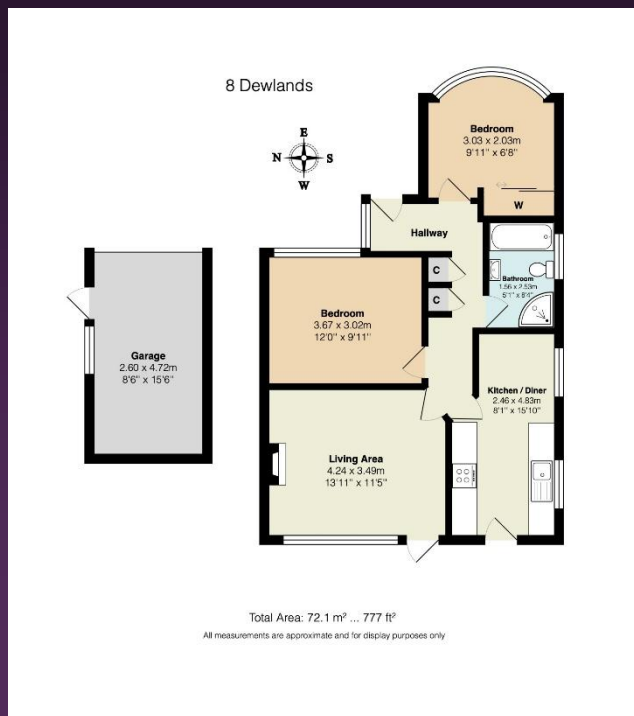 8 Dewlands
E
N S
W
Bedroom
3.03 x 2.03m
9'11" x 6'8"
W
Hallway
C
C
Bathroom
1.56 x 2.53m
5'1" x 8'4"
Bedroom
3.67 x 3.02m
12'0" x 9'11"
Garage
2.60 x 4.72m
8'6" x 15'6"
Kitchen / Diner
2.46 x 4.83m
8'1" x 15'10"
Living Area
4.24 x 3.49m
13'11" x 11'5"
Total Area: 72.1 m² ... 777 ft²
All measurements are approximate and for display purposes only